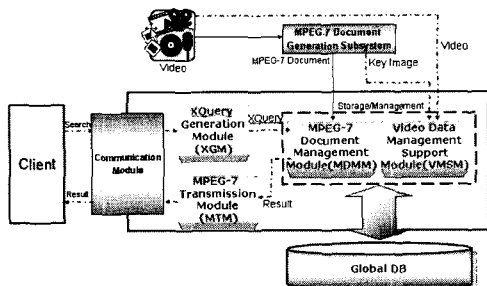 MPEG-7 Document
Generation Subsystem
Video
Video
MPEG-7 Document
Key Image
Storage/Management
Client
Search
Result
Communication
Module
XQuery
Generation
Module
(XGM)
XQuery
MPEG-7
Transmission
Module
(MTM)
Result
MPEG-7
Document
Management
Module(MDMM)
Video Data
Management
Support
Module(VMSM)
Global DB